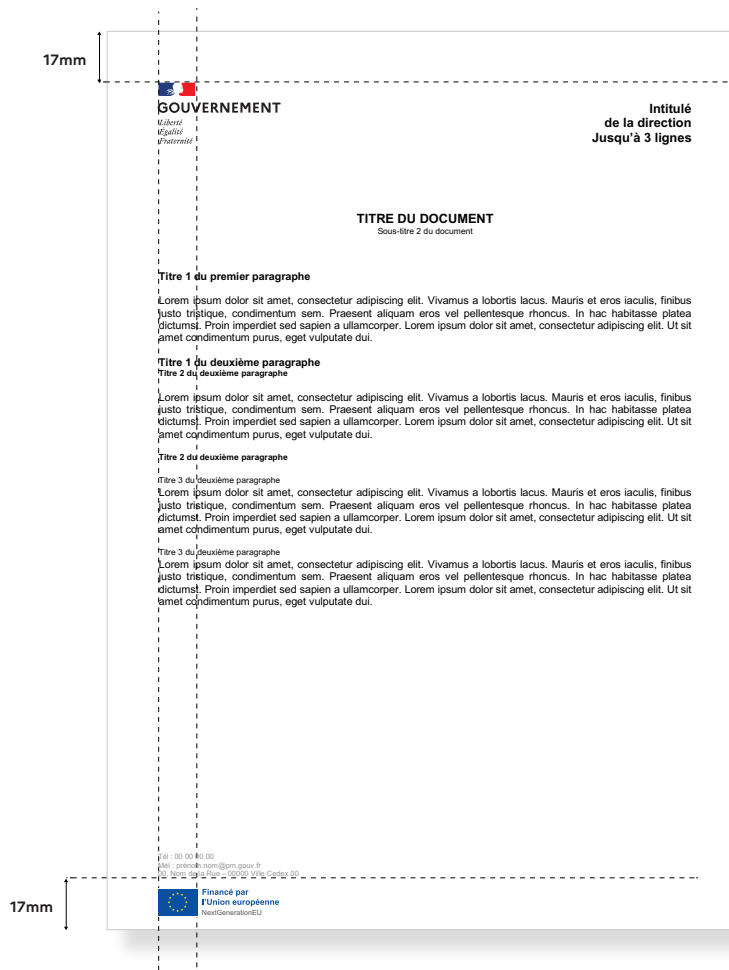 17mm
GOUVERNEMENT
Liberté
Égalité
Fraternité
Intitulé
de la direction
Jusqu'à 3 lignes
TITRE DU DOCUMENT
Sous-titre 2 du document
Titre 1 du premier paragraphe
Lorem ipsum dolor sit amet, consectetur adipiscing elit. Vivamus a lobortis lacus. Mauris et eros iaculis, finibus
justo tristique, condimentum sem. Praesent aliquam eros vel pellentesque rhoncus. In hac habitasse platea
dictumst. Proin imperdiet sed sapien a ullamcorper. Lorem ipsum dolor sit amet, consectetur adipiscing elit. Ut sit
amet condimentum purus, eget vulputate dui.
Titre 1 du deuxième paragraphe
Titre 2 du deuxième paragraphe
Lorem ipsum dolor sit amet, consectetur adipiscing elit. Vivamus a lobortis lacus. Mauris et eros iaculis, finibus
justo tristique, condimentum sem. Praesent aliquam eros vel pellentesque rhoncus. In hac habitasse platea
dictumst. Proin imperdiet sed sapien a ullamcorper. Lorem ipsum dolor sit amet, consectetur adipiscing elit. Ut sit
amet condimentum purus, eget vulputate dui.
Titre 2 du deuxième paragraphe
Titre 3 du deuxième paragraphe
Lorem ipsum dolor sit amet, consectetur adipiscing elit. Vivamus a lobortis lacus. Mauris et eros iaculis, finibus
justo tristique, condimentum sem. Praesent aliquam eros vel pellentesque rhoncus. In hac habitasse platea
dictumst. Proin imperdiet sed sapien a ullamcorper. Lorem ipsum dolor sit amet, consectetur adipiscing elit. Ut sit
amet condimentum purus, eget vulputate dui.
Titre 3 du deuxième paragraphe
Lorem ipsum dolor sit amet, consectetur adipiscing elit. Vivamus a lobortis lacus. Mauris et eros iaculis, finibus
justo tristique, condimentum sem. Praesent aliquam eros vel pellentesque rhoncus. In hac habitasse platea
dictumst. Proin imperdiet sed sapien a ullamcorper. Lorem ipsum dolor sit amet, consectetur adipiscing elit. Ut sit
amet condimentum purus, eget vulputate dui.
Tél : 00 00 00 00
Mél : prénom.nom@pm.gouv.fr
00, Nom de la Rue – 00000 Ville Cedex 00
17mm
Financé par
l'Union européenne
NextGenerationEU